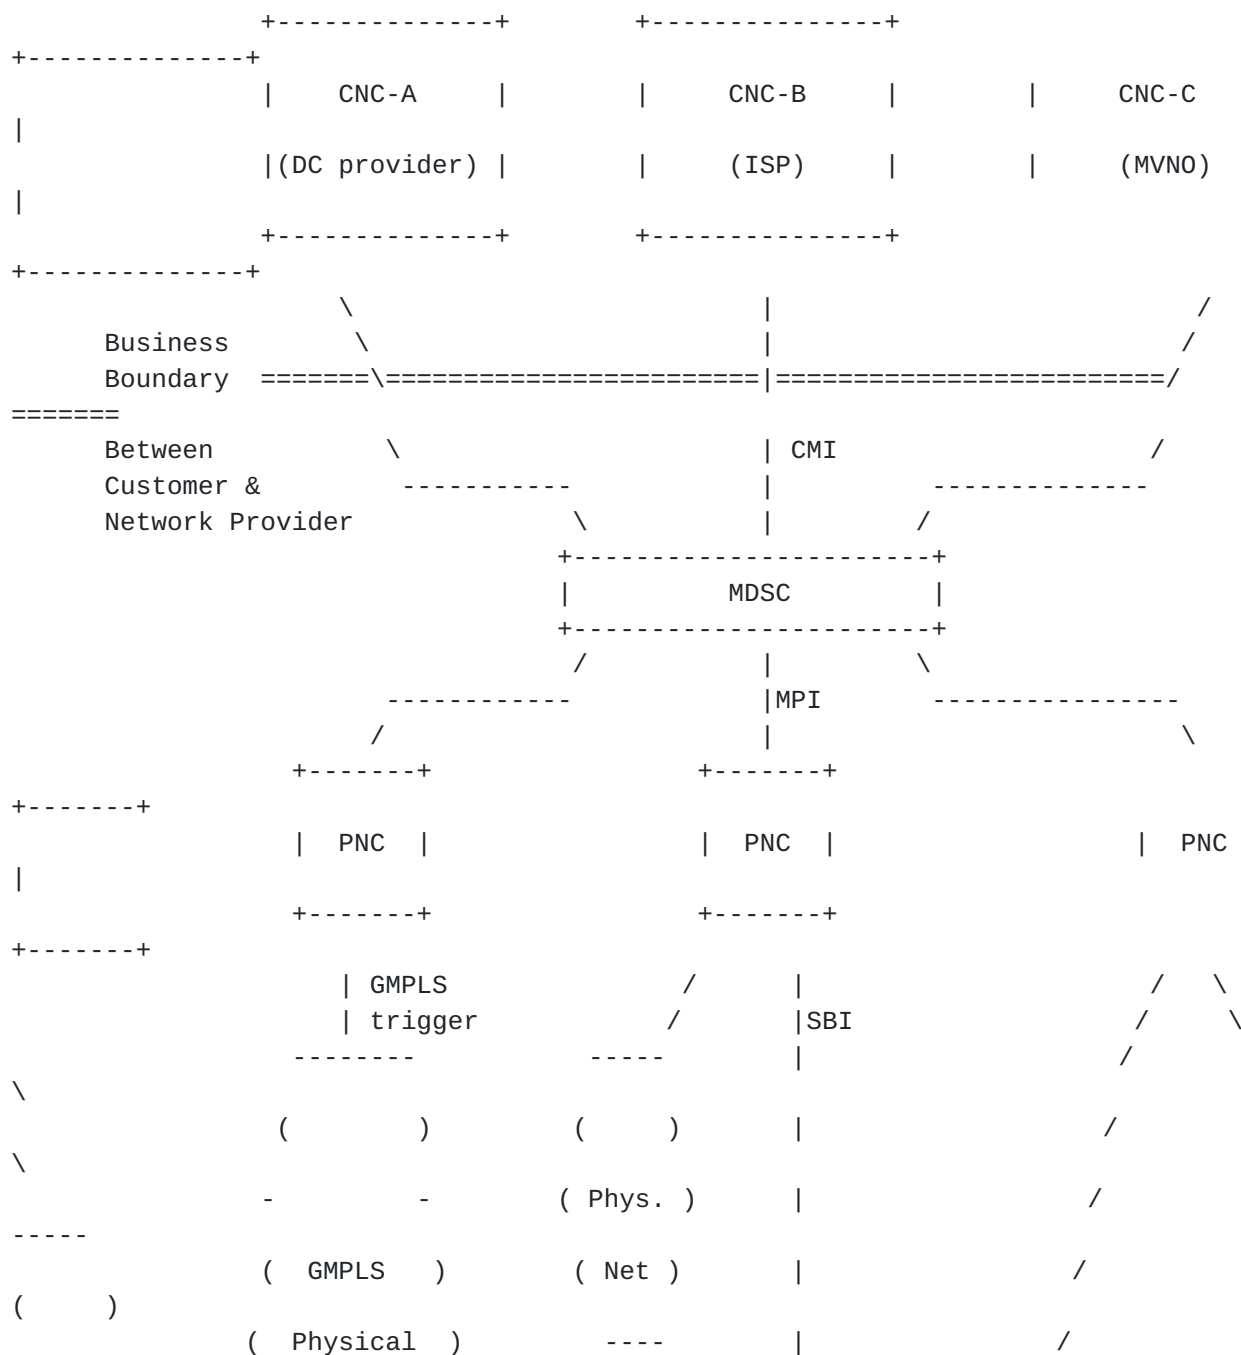 +--------------+        +---------------+
+--------------+
                |    CNC-A     |        |     CNC-B     |        |     CNC-C
|
                |(DC provider) |        |     (ISP)     |        |     (MVNO)
|
                +--------------+        +---------------+
+--------------+
                     \                          |                           /
      Business        \                         |                          /
      Boundary  =======\========================|=========================/
=======
      Between           \                       | CMI                    /
      Customer &         -----------            |          --------------
      Network Provider              \           |         /
                                   +-----------------------+
                                   |          MDSC         |
                                   +-----------------------+
                                    /           |         \
                        ------------            |MPI       ----------------
                       /                        |                          \
                  +-------+                 +-------+
+-------+
                  |  PNC  |                 |  PNC  |                   |  PNC
|
                  +-------+                 +-------+
+-------+
                     | GMPLS               /      |                      /   \
                     | trigger            /       |SBI                  /     \
                  --------           -----        |                    /
\
                 (        )         (     )       |                   /
\
                -         -        ( Phys. )      |                  /
-----
                (  GMPLS   )        ( Net )       |                 /
(     )
               (  Physical  )         ----        |                /